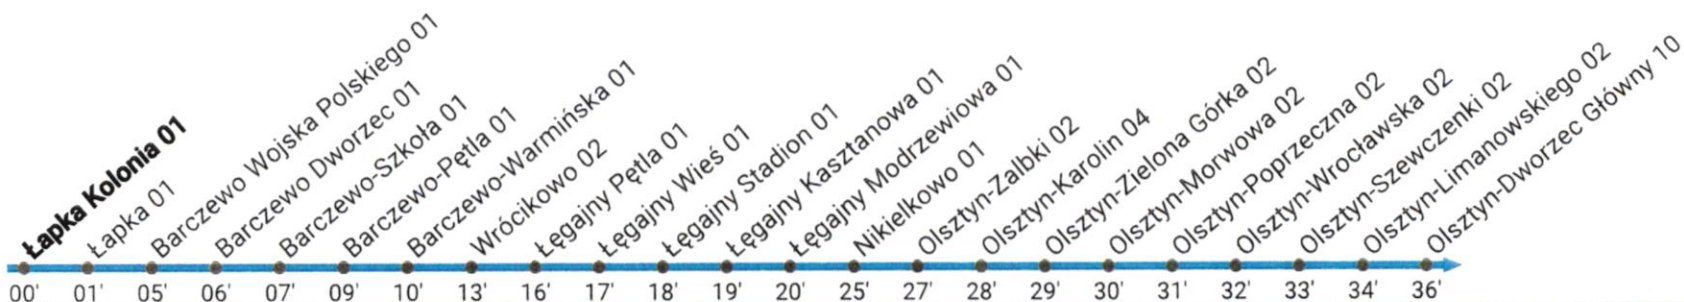 Łapka Kolonia 01
Łapka 01
Barczewo Wojska Polskiego 01
Barczewo Dworzec 01
Barczewo-Szkoła 01
Barczewo-Pętla 01
Barczewo-Warmińska 01
Wrócikowo 02
Łęgajny Pętla 01
Łęgajny Wieś 01
Łęgajny Stadion 01
Łęgajny Kasztanowa 01
Łęgajny Modrzewiowa 01
Nikielkowo 01
Olsztyn-Zalbki 02
Olsztyn-Karolin 04
Olsztyn-Zielona Górka 02
Olsztyn-Morwowa 02
Olsztyn-Poprzeczna 02
Olsztyn-Wrocławska 02
Olsztyn-Szewczenki 02
Olsztyn-Limanowskiego 02
Olsztyn-Dworzec Główny 10
00' 01' 05' 06' 07' 09' 10' 13' 16' 17' 18' 19' 20' 25' 27' 28' 29' 30' 31' 32' 33' 34' 36'